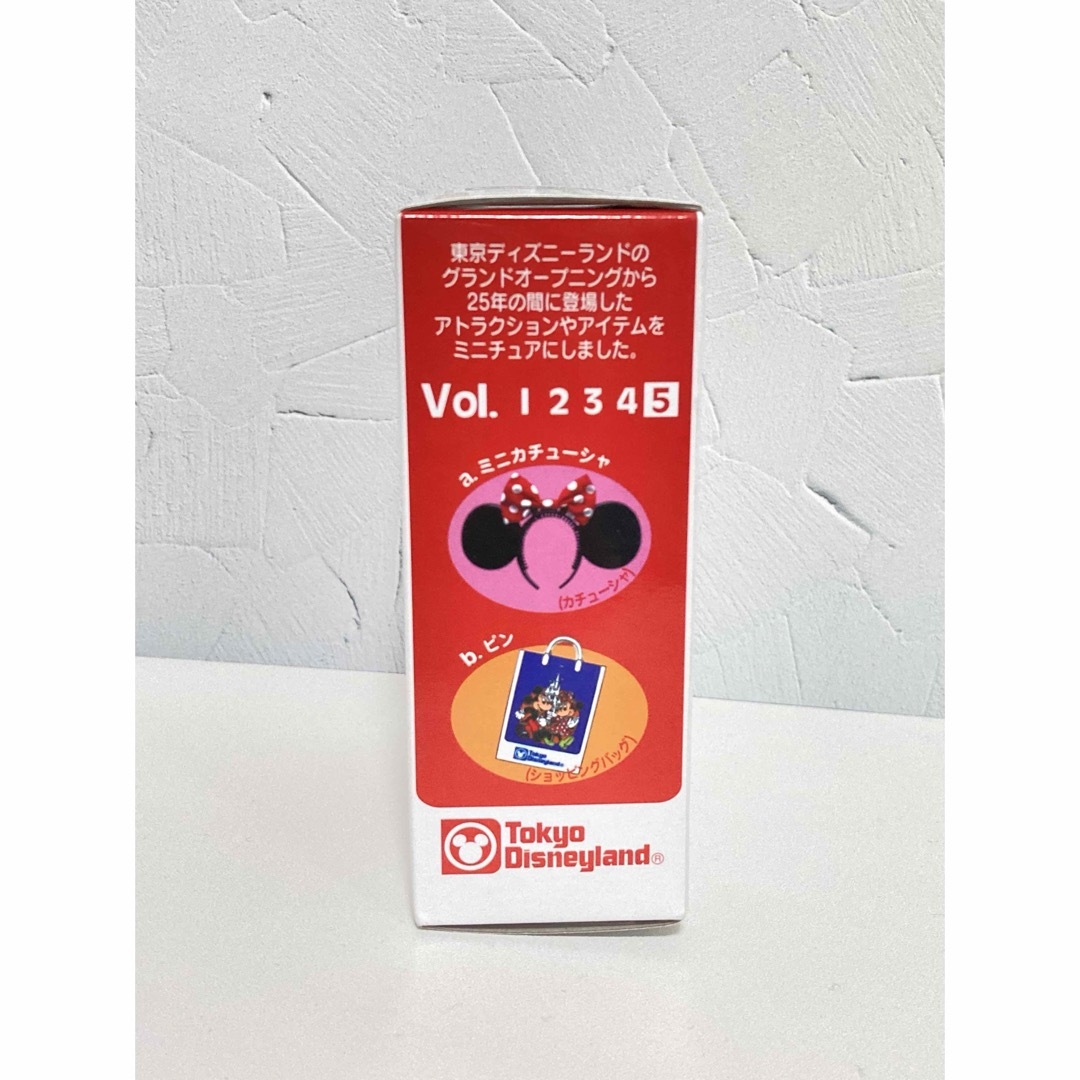 東京ディズニーランドの
グランドオープニングから
25年の間に登場した
アトラクションやアイテムを
ミニチュアにしました。
Vol. 1 2 3 4 5
a. ミニカチューシャ
(カチューシャ)
b. ピン
Tokyo
Disneyland®
(ショッピングバッグ)
Tokyo
Disneyland®